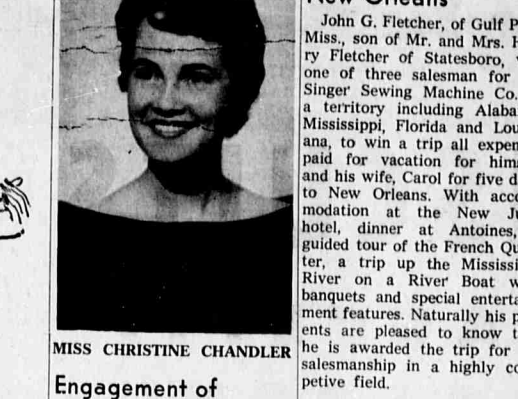 MISS CHRISTINE CHANDLER
Engagement of
New Orleans
John G. Fletcher, of Gulf P
Miss., son of Mr. and Mrs. H
ry Fletcher of Statesboro,
one of three salesman for
Singer Sewing Machine Co.
a territory including Alaba
Mississippi, Florida and Lou
ana, to win a trip all expen
paid for vacation for him
and his wife, Carol for five d
to New Orleans. With acco
modation at the New Ju
hotel, dinner at Antoines,
guided tour of the French Qu
ter, a trip up the Mississi
River on a River Boat w
banquets and special enterta
ment features. Naturally his p
ents are pleased to know t
he is awarded the trip for
salesmanship in a highly co
petive field.